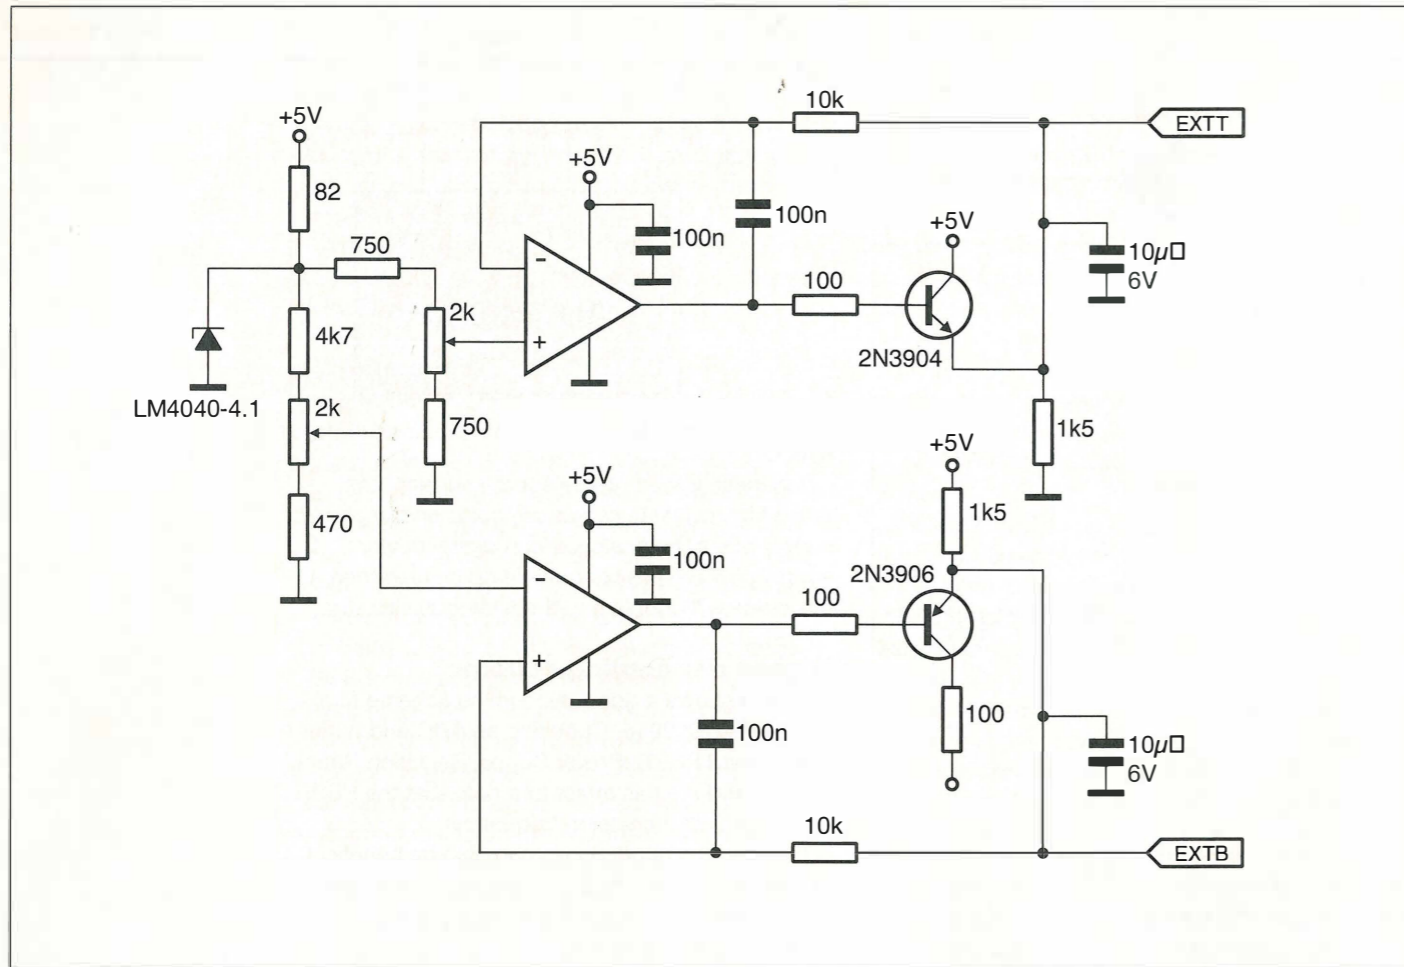 10k
EXTT
+5V
+5V
82
100n
100n
+5V
750
10µ
6V
100
2k
4k7
-
+
2N3904
LM4040-4.1
2k
750
1k5
+5V
+5V
470
1k5
100n
2N3906
-
100
+
100
100n
10µ
6V
10k
EXTB